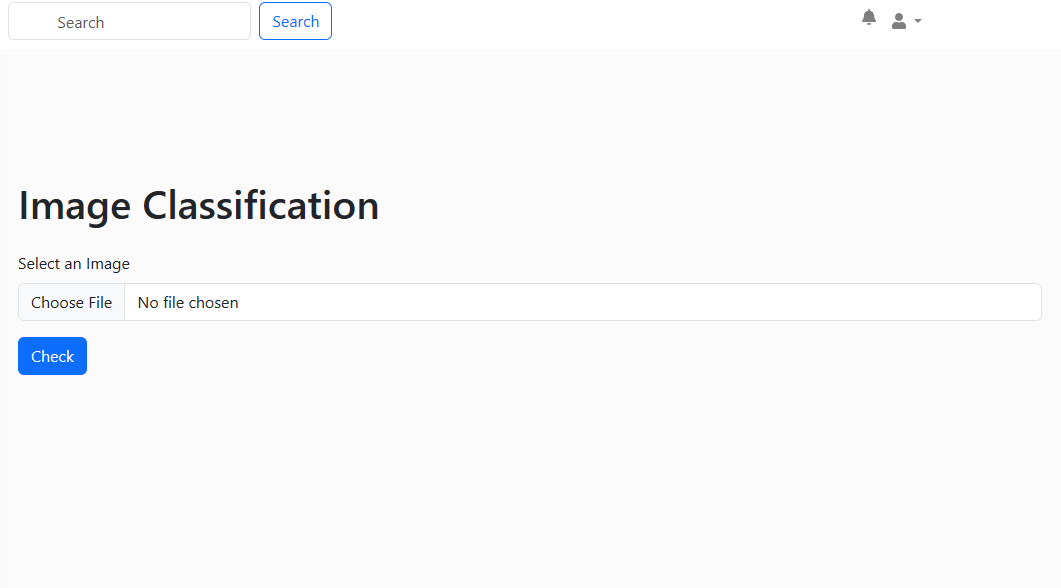 Search Search
Image Classification
Select an Image
Choose File No file chosen
Check